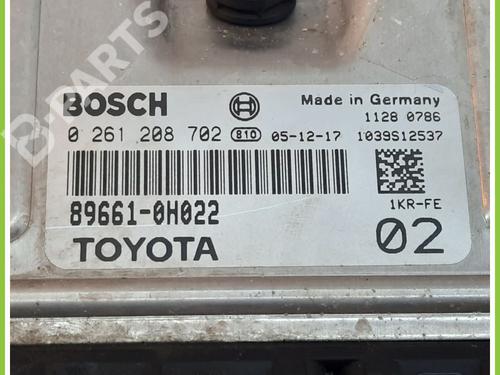 B-PARTS
BOSCH
Made in Germany
1128 0786
0 261 208 702 810 05-12-17 1039S12537
89661-0H022
1KR-FE
TOYOTA
02